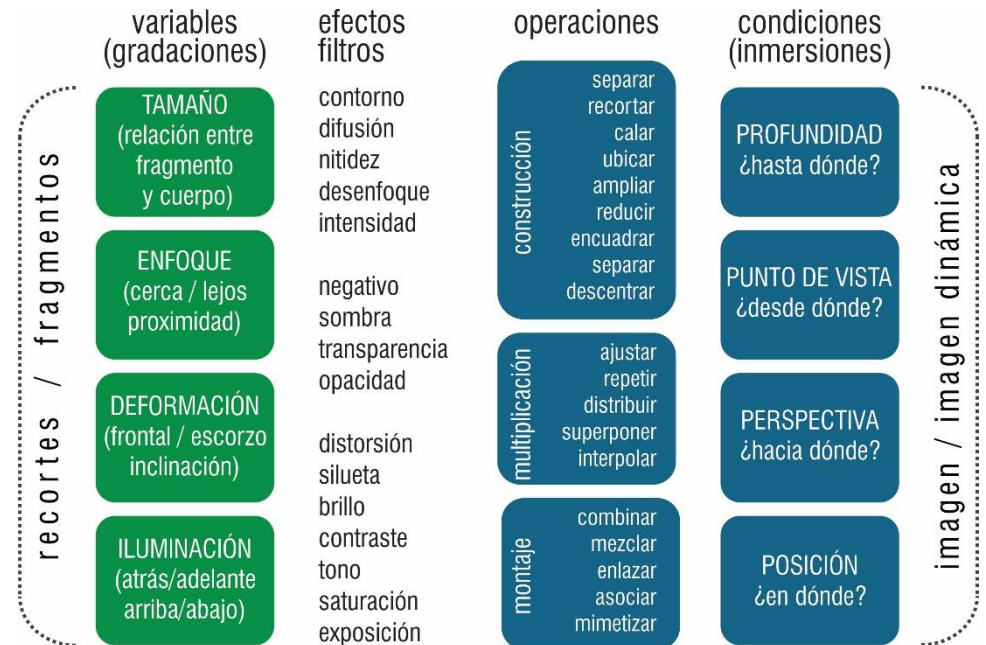 variables
(gradaciones)
efectos
filtros
operaciones
condiciones
(inmersiones)
recortes / fragmentos
TAMAÑO
(relación entre
fragmento
y cuerpo)
ENFOQUE
(cerca / lejos
proximidad)
DEFORMACIÓN
(frontal / escorzo
inclinación)
ILUMINACIÓN
(atrás/adelante
arriba/abajo)
contorno
difusión
nitidez
desenfoque
intensidad
negativo
sombra
transparencia
opacidad
distorsión
silueta
brillo
contraste
tono
saturación
exposición
construcción
separar
recortar
calar
ubicar
ampliar
reducir
encuadrar
separar
descentrar
multiplicación
ajustar
repetir
distribuir
superponer
interpolar
montaje
combinar
mezclar
enlazar
asociar
mimetizar
PROFUNDIDAD
¿hasta dónde?
PUNTO DE VISTA
¿desde dónde?
PERSPECTIVA
¿hacia dónde?
POSICIÓN
¿en dónde?
imagen / imagen dinámica